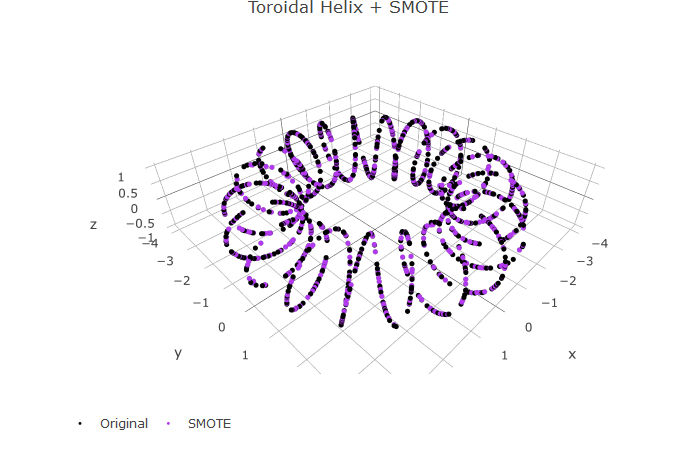 Toroidal Helix + SMOTE
1
0.5
0
−0.5
−1
z
−4
−3
−2
−1
0
1
y
−4
−3
−2
−1
0
1
x
Original
SMOTE